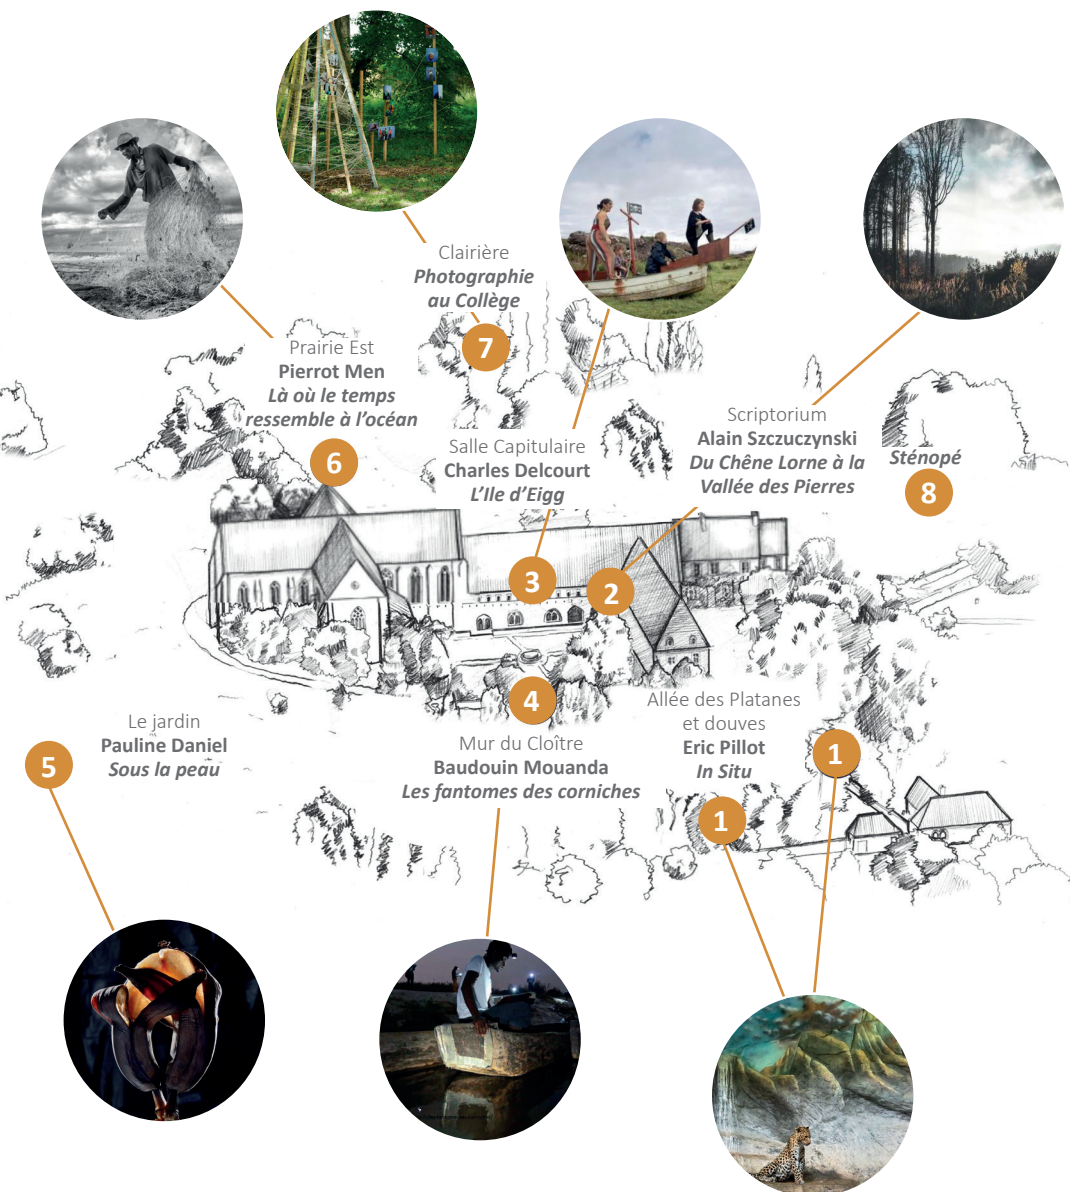 Clairière
Photographie
au Collège
7
Prairie Est
Pierrot Men
Là où le temps
ressemble à l’océan
6
Salle Capitulaire
Charles Delcourt
L’Ile d’Eigg
3
Scriptorium
Alain Szczuczynski
Du Chêne Lorne à la
Vallée des Pierres
2
Sténopé
8
4
Mur du Cloître
Baudouin Mouanda
Les fantomes des corniches
Le jardin
Pauline Daniel
Sous la peau
5
Allée des Platanes
et douves
Eric Pillot
In Situ
1
1